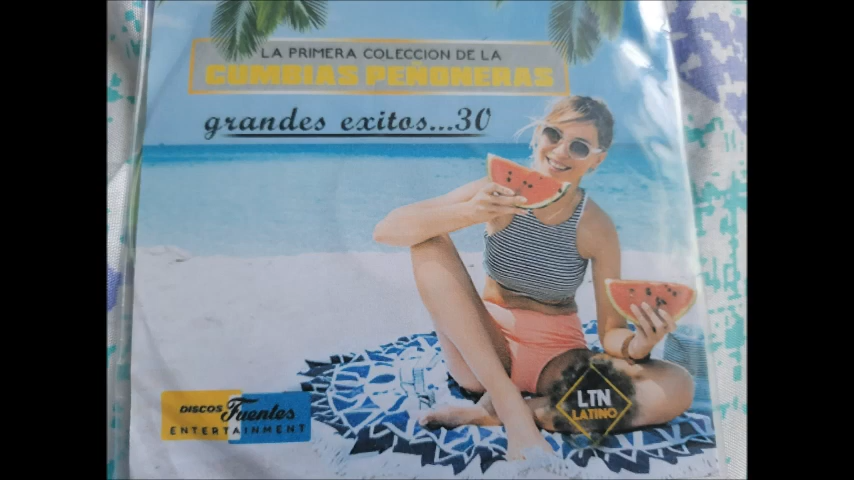 LA PRIMERA COLECCION DE LA
CUMBIAS PEÑONERAS
grandes exitos...30
DISCOS Fuentes
ENTERTAINMENT
LTN
LATINO